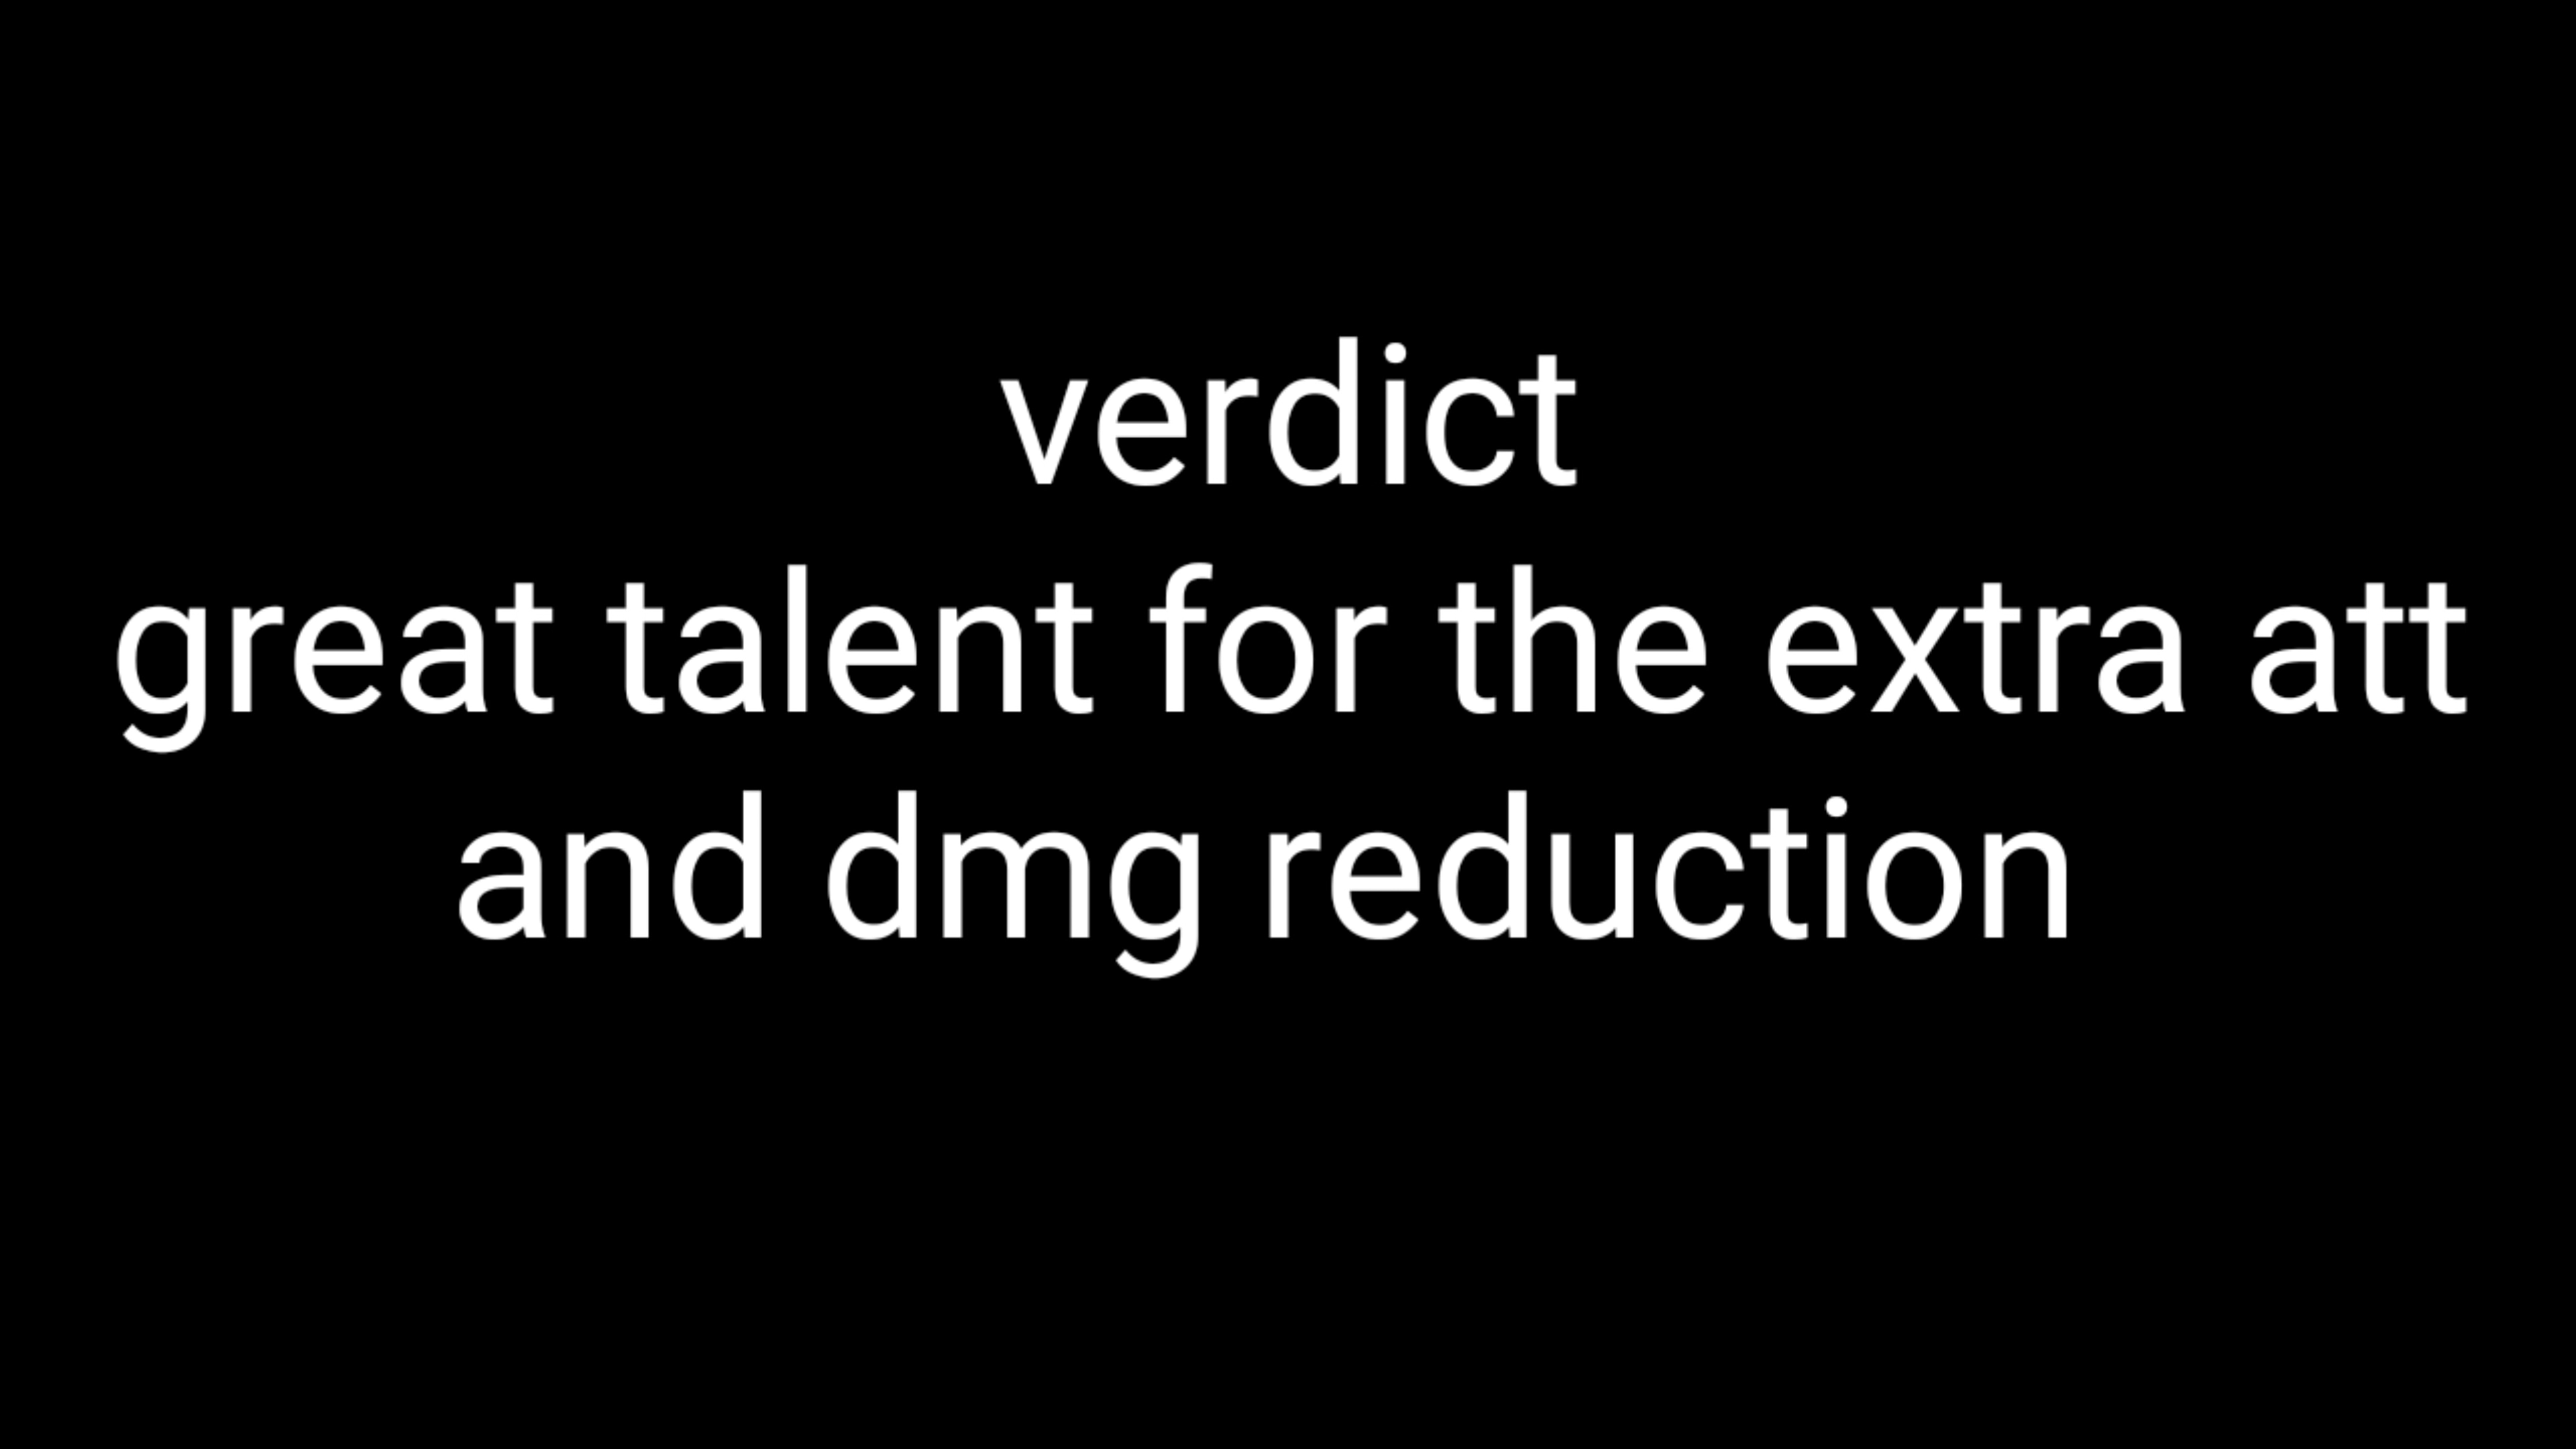 verdict
great talent for the extra att
and dmg reduction